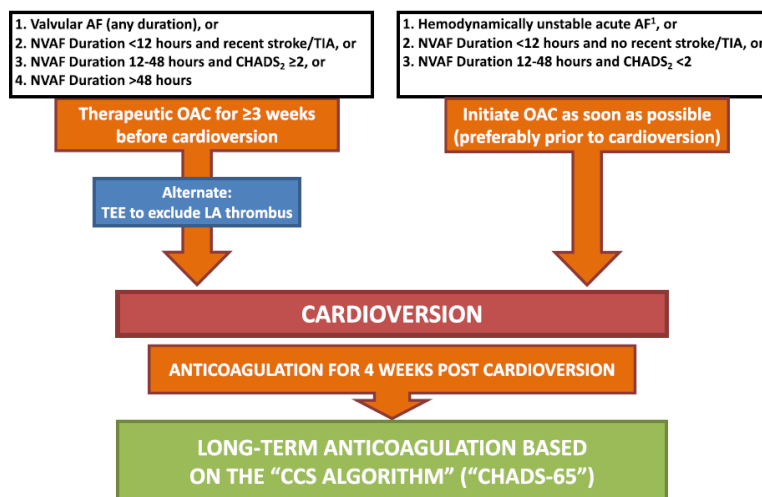 1. Valvular AF (any duration), or
2. NVAF Duration <12 hours and recent stroke/TIA, or
3. NVAF Duration 12-48 hours and CHADS₂ ≥2, or
4. NVAF Duration >48 hours
1. Hemodynamically unstable acute AF¹, or
2. NVAF Duration <12 hours and no recent stroke/TIA, or
3. NVAF Duration 12-48 hours and CHADS₂ <2
Therapeutic OAC for ≥3 weeks
before cardioversion
Initiate OAC as soon as possible
(preferably prior to cardioversion)
Alternate:
TEE to exclude LA thrombus
CARDIOVERSION
ANTICOAGULATION FOR 4 WEEKS POST CARDIOVERSION
LONG-TERM ANTICOAGULATION BASED
ON THE “CCS ALGORITHM” (“CHADS-65”)